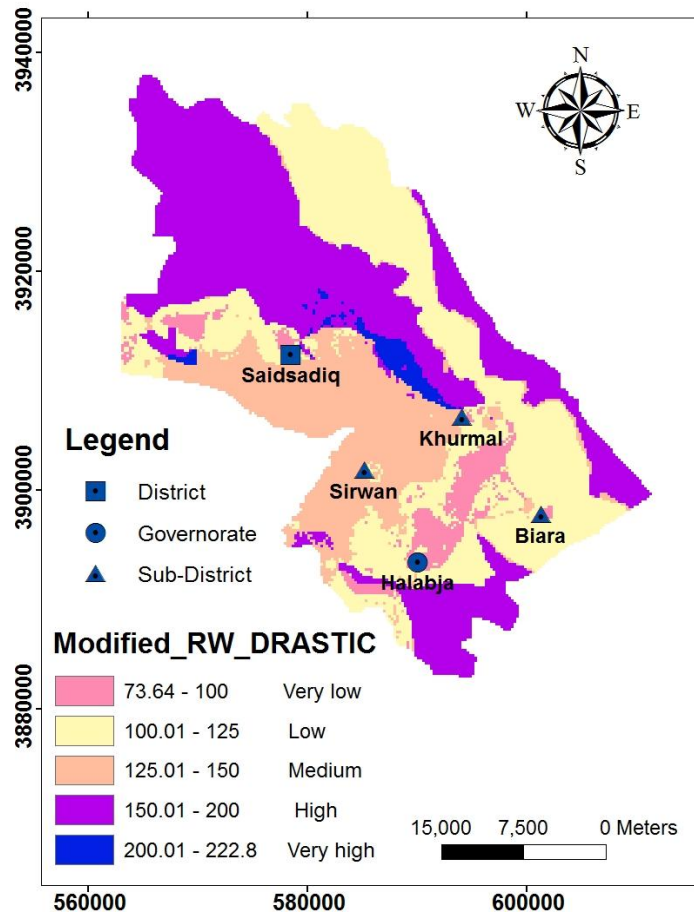 3940000
3920000
3900000
3880000
N
W E
S
Saidsadiq
Khurmal
Sirwan
Biara
Halabja
Legend
District
Governorate
Sub-District
Modified_RW_DRASTIC
73.64 - 100 Very low
100.01 - 125 Low
125.01 - 150 Medium
150.01 - 200 High
200.01 - 222.8 Very high
15,000 7,500 0 Meters
560000 580000 600000